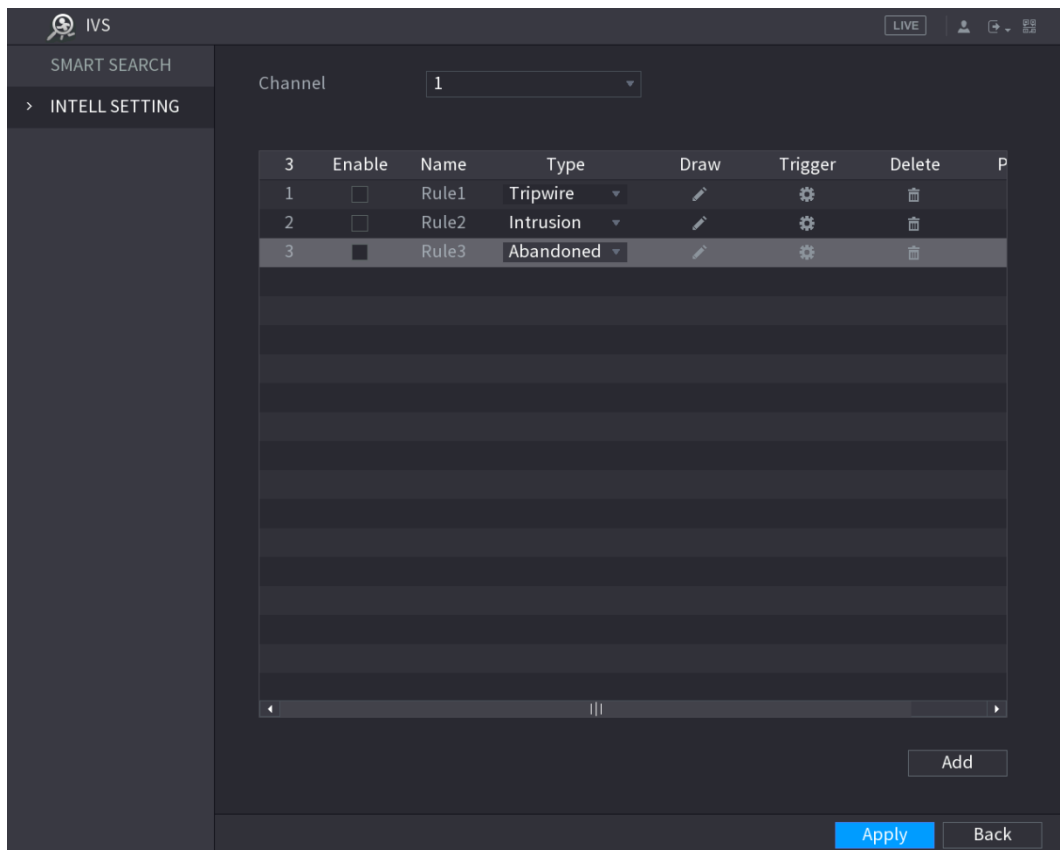 IVS LIVE
SMART SEARCH
> INTELL SETTING
Channel 1
3 Enable Name Type Draw Trigger Delete P
1 Rule1 Tripwire
2 Rule2 Intrusion
3 Rule3 Abandoned
Add
Apply Back